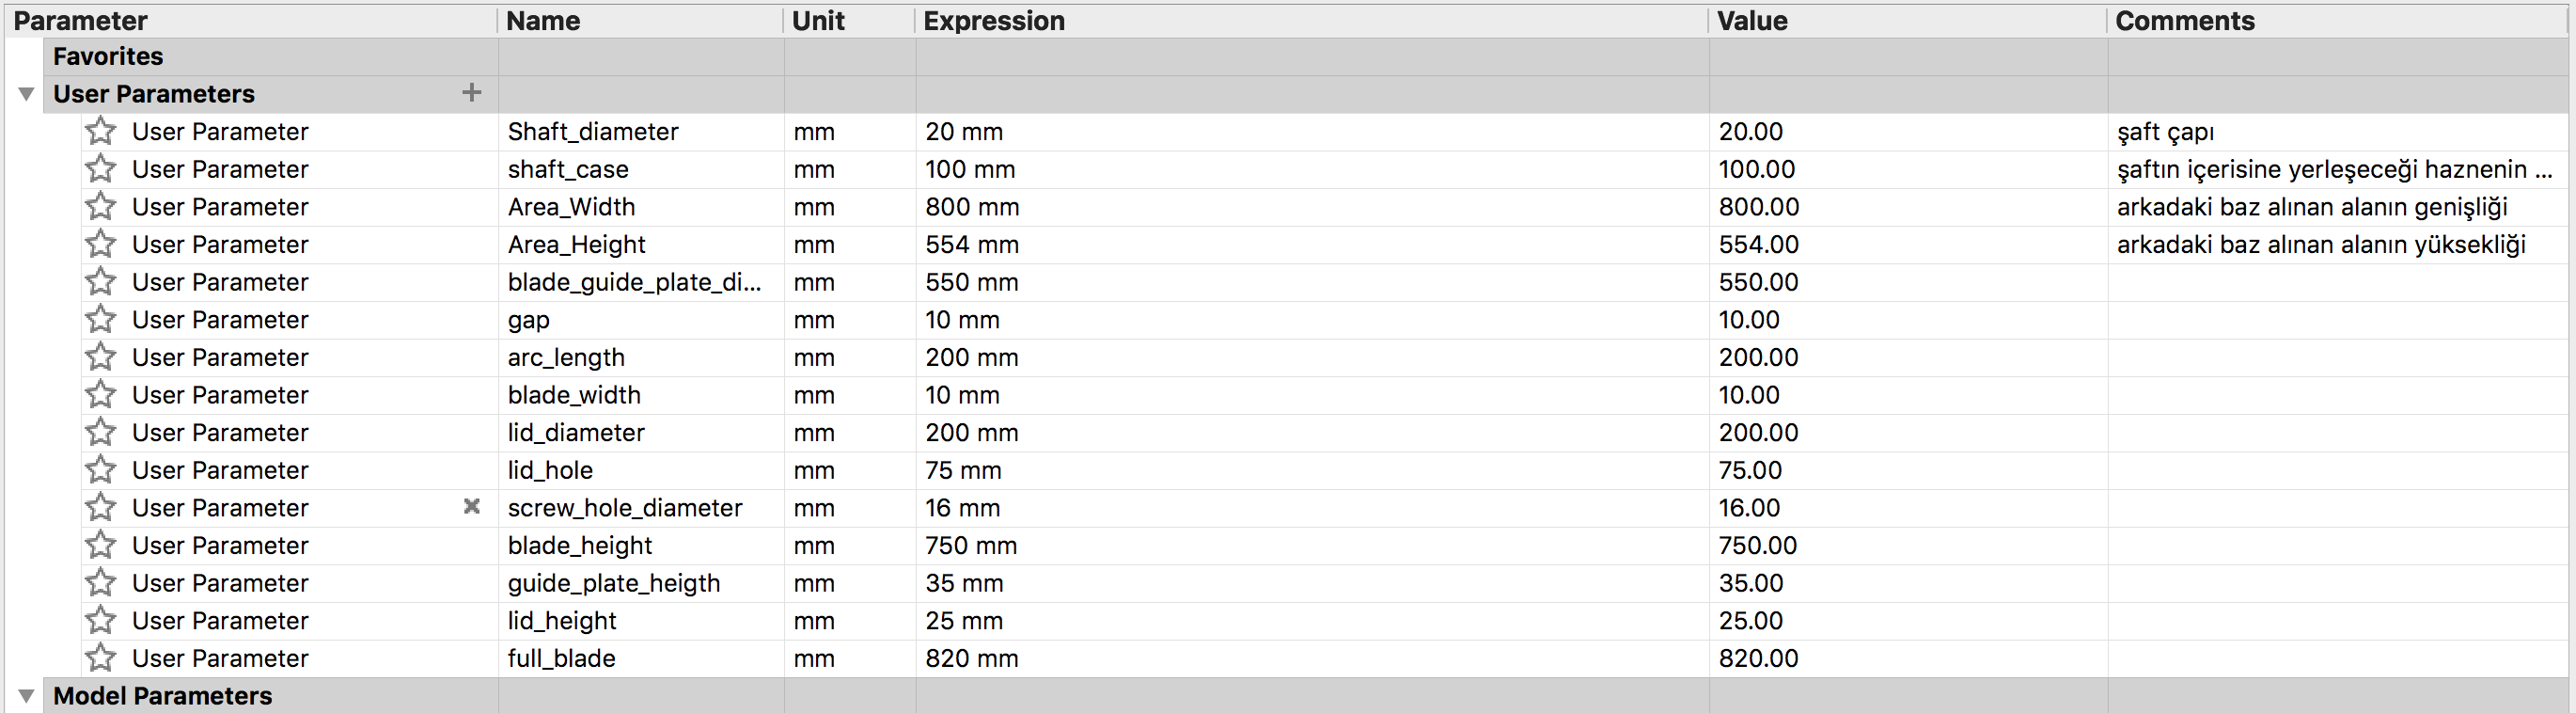 Parameter Name Unit Expression Value Comments
Favorites
User Parameters +
User Parameter Shaft_diameter mm 20 mm 20.00 şaft çapı
User Parameter shaft_case mm 100 mm 100.00 şaftın içerisine yerleşeceği haznenin ...
User Parameter Area_Width mm 800 mm 800.00 arkadaki baz alınan alanın genişliği
User Parameter Area_Height mm 554 mm 554.00 arkadaki baz alınan alanın yüksekliği
User Parameter blade_guide_plate_di... mm 550 mm 550.00
User Parameter gap mm 10 mm 10.00
User Parameter arc_length mm 200 mm 200.00
User Parameter blade_width mm 10 mm 10.00
User Parameter lid_diameter mm 200 mm 200.00
User Parameter lid_hole mm 75 mm 75.00
User Parameter screw_hole_diameter mm 16 mm 16.00
User Parameter blade_height mm 750 mm 750.00
User Parameter guide_plate_heigth mm 35 mm 35.00
User Parameter lid_height mm 25 mm 25.00
User Parameter full_blade mm 820 mm 820.00
Model Parameters